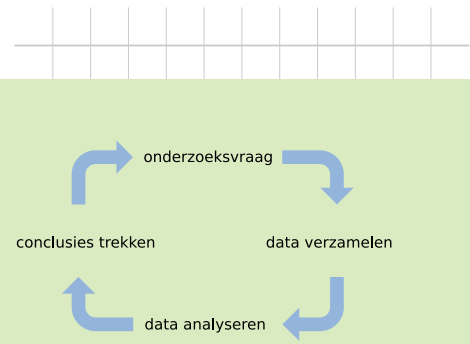 onderzoeksvraag
conclusies trekken
data verzamelen
data analyseren